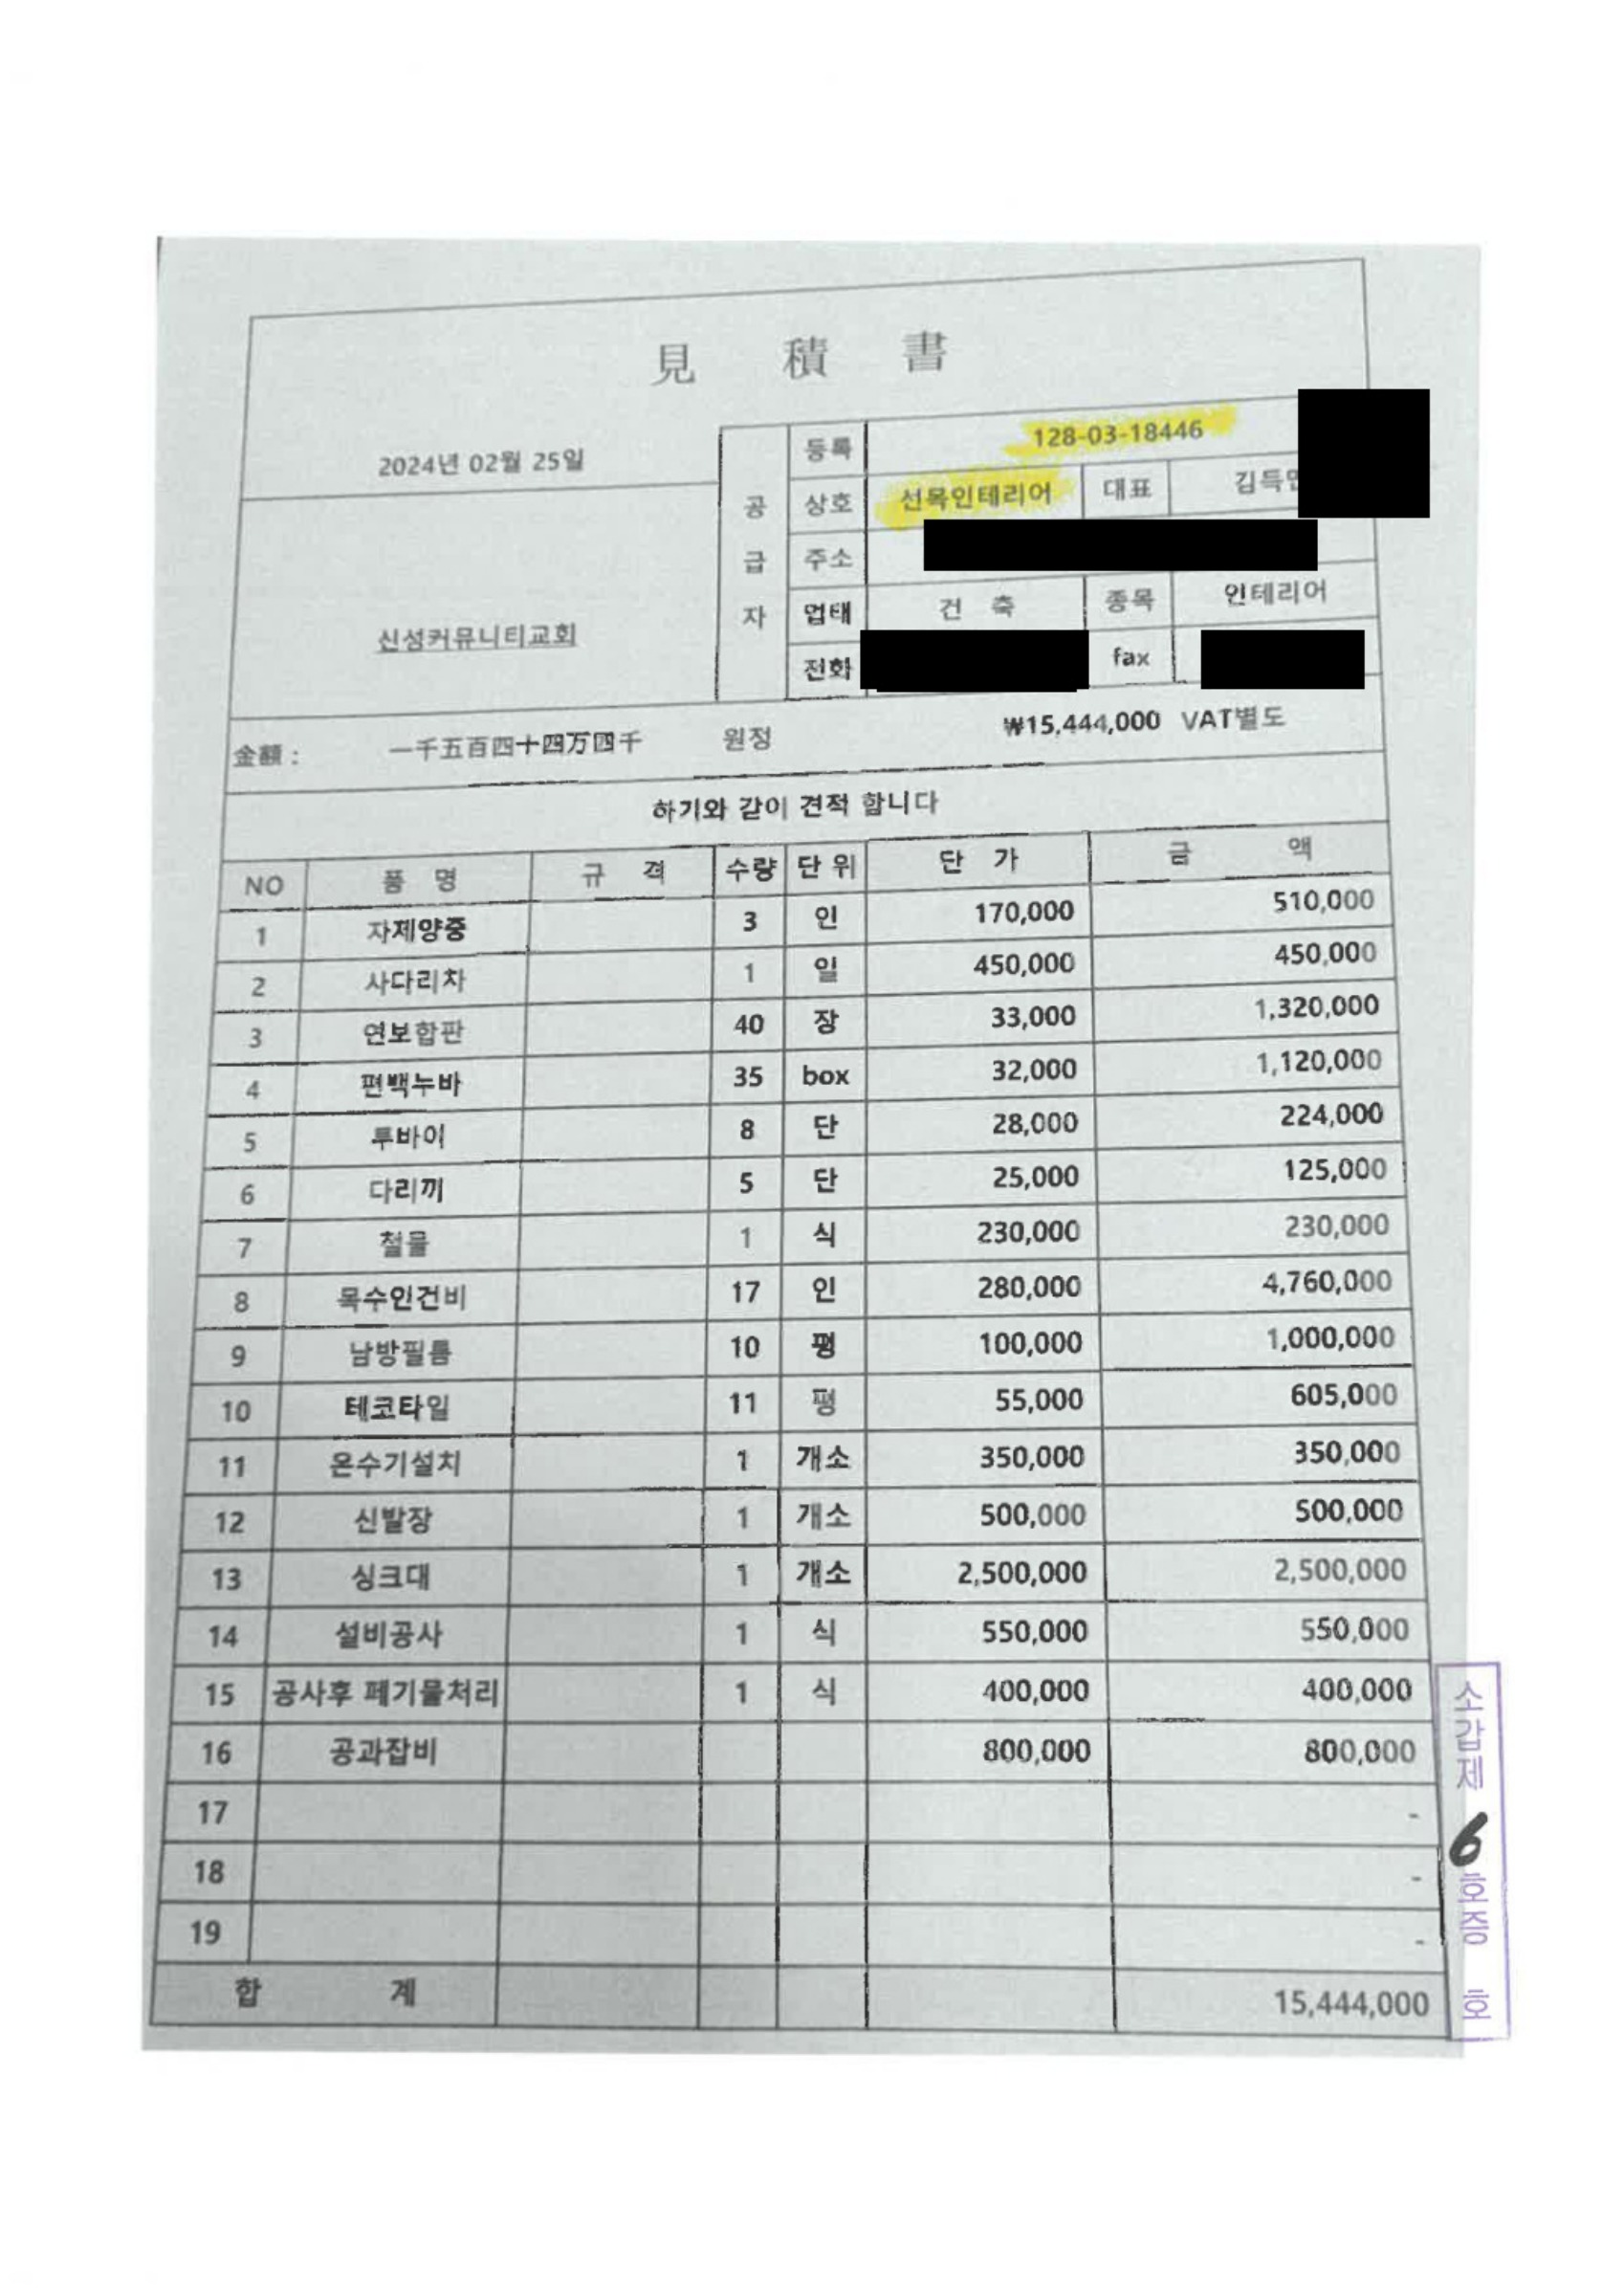 見 積 書
2024년 02월 25일
신성커뮤니티교회
공 급 자
등록 128-03-18446
상호 선목인테리어 대표 김득
주소
업태 건 축 종목 인테리어
전화 fax
金額 : 一千五百四十四万四千 원정 ₩15,444,000 VAT별도
하기와 같이 견적 합니다
NO 품 명 규 격 수량 단 위 단 가 금 액
1 자제양중 3 인 170,000 510,000
2 사다리차 1 일 450,000 450,000
3 연보합판 40 장 33,000 1,320,000
4 편백누바 35 box 32,000 1,120,000
5 투바이 8 단 28,000 224,000
6 다리끼 5 단 25,000 125,000
7 철물 1 식 230,000 230,000
8 목수인건비 17 인 280,000 4,760,000
9 남방필름 10 평 100,000 1,000,000
10 테코타일 11 평 55,000 605,000
11 온수기설치 1 개소 350,000 350,000
12 신발장 1 개소 500,000 500,000
13 싱크대 1 개소 2,500,000 2,500,000
14 설비공사 1 식 550,000 550,000
15 공사후 폐기물처리 1 식 400,000 400,000
16 공과잡비 800,000 800,000
17 -
18 -
19 -
합 계 15,444,000
소갑제 6 호증 호